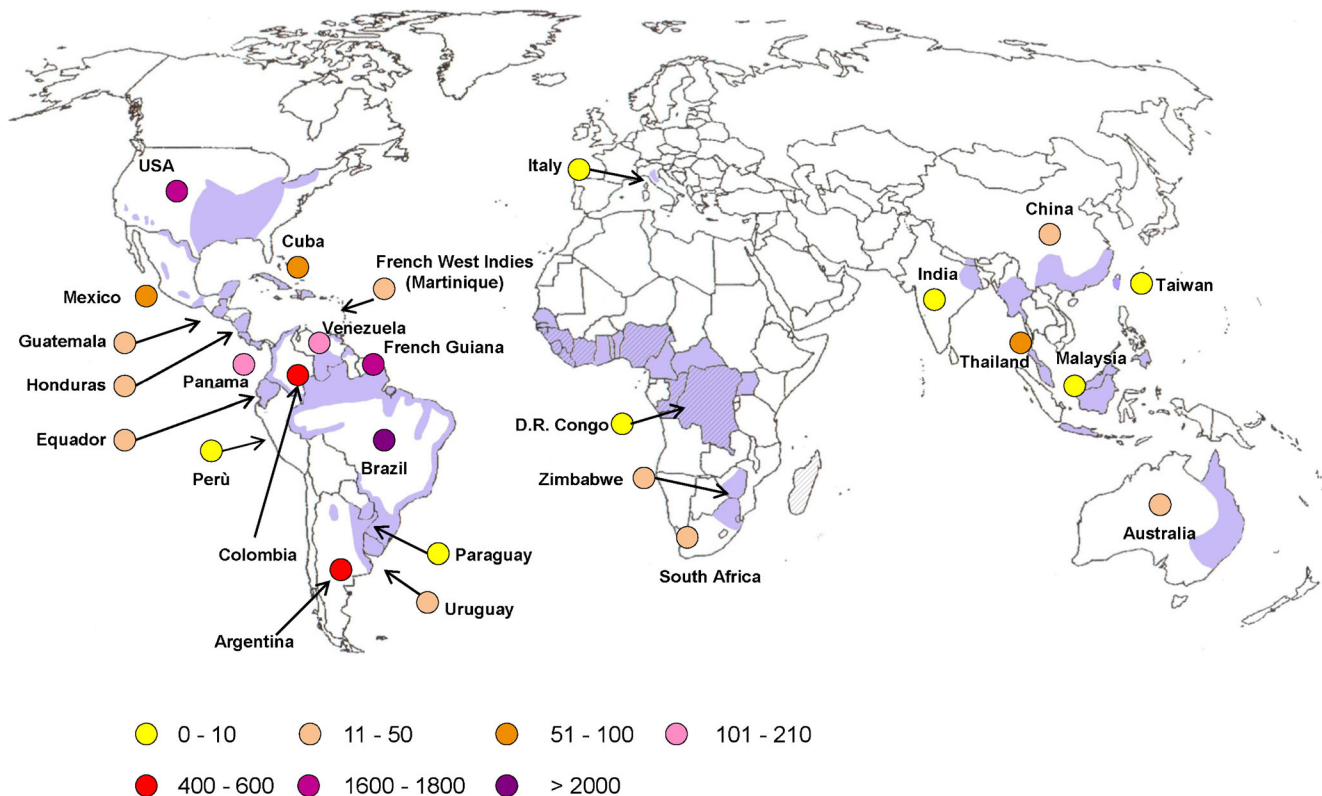 USA
Italy
China
Cuba
French West Indies
(Martinique)
India
Mexico
Taiwan
Venezuela
Guatemala
French Guiana
Thailand
Malaysia
Panama
Honduras
D.R. Congo
Equador
Brazil
Perù
Zimbabwe
Australia
Colombia
Paraguay
South Africa
Uruguay
Argentina
0 - 10
11 - 50
51 - 100
101 - 210
400 - 600
1600 - 1800
> 2000